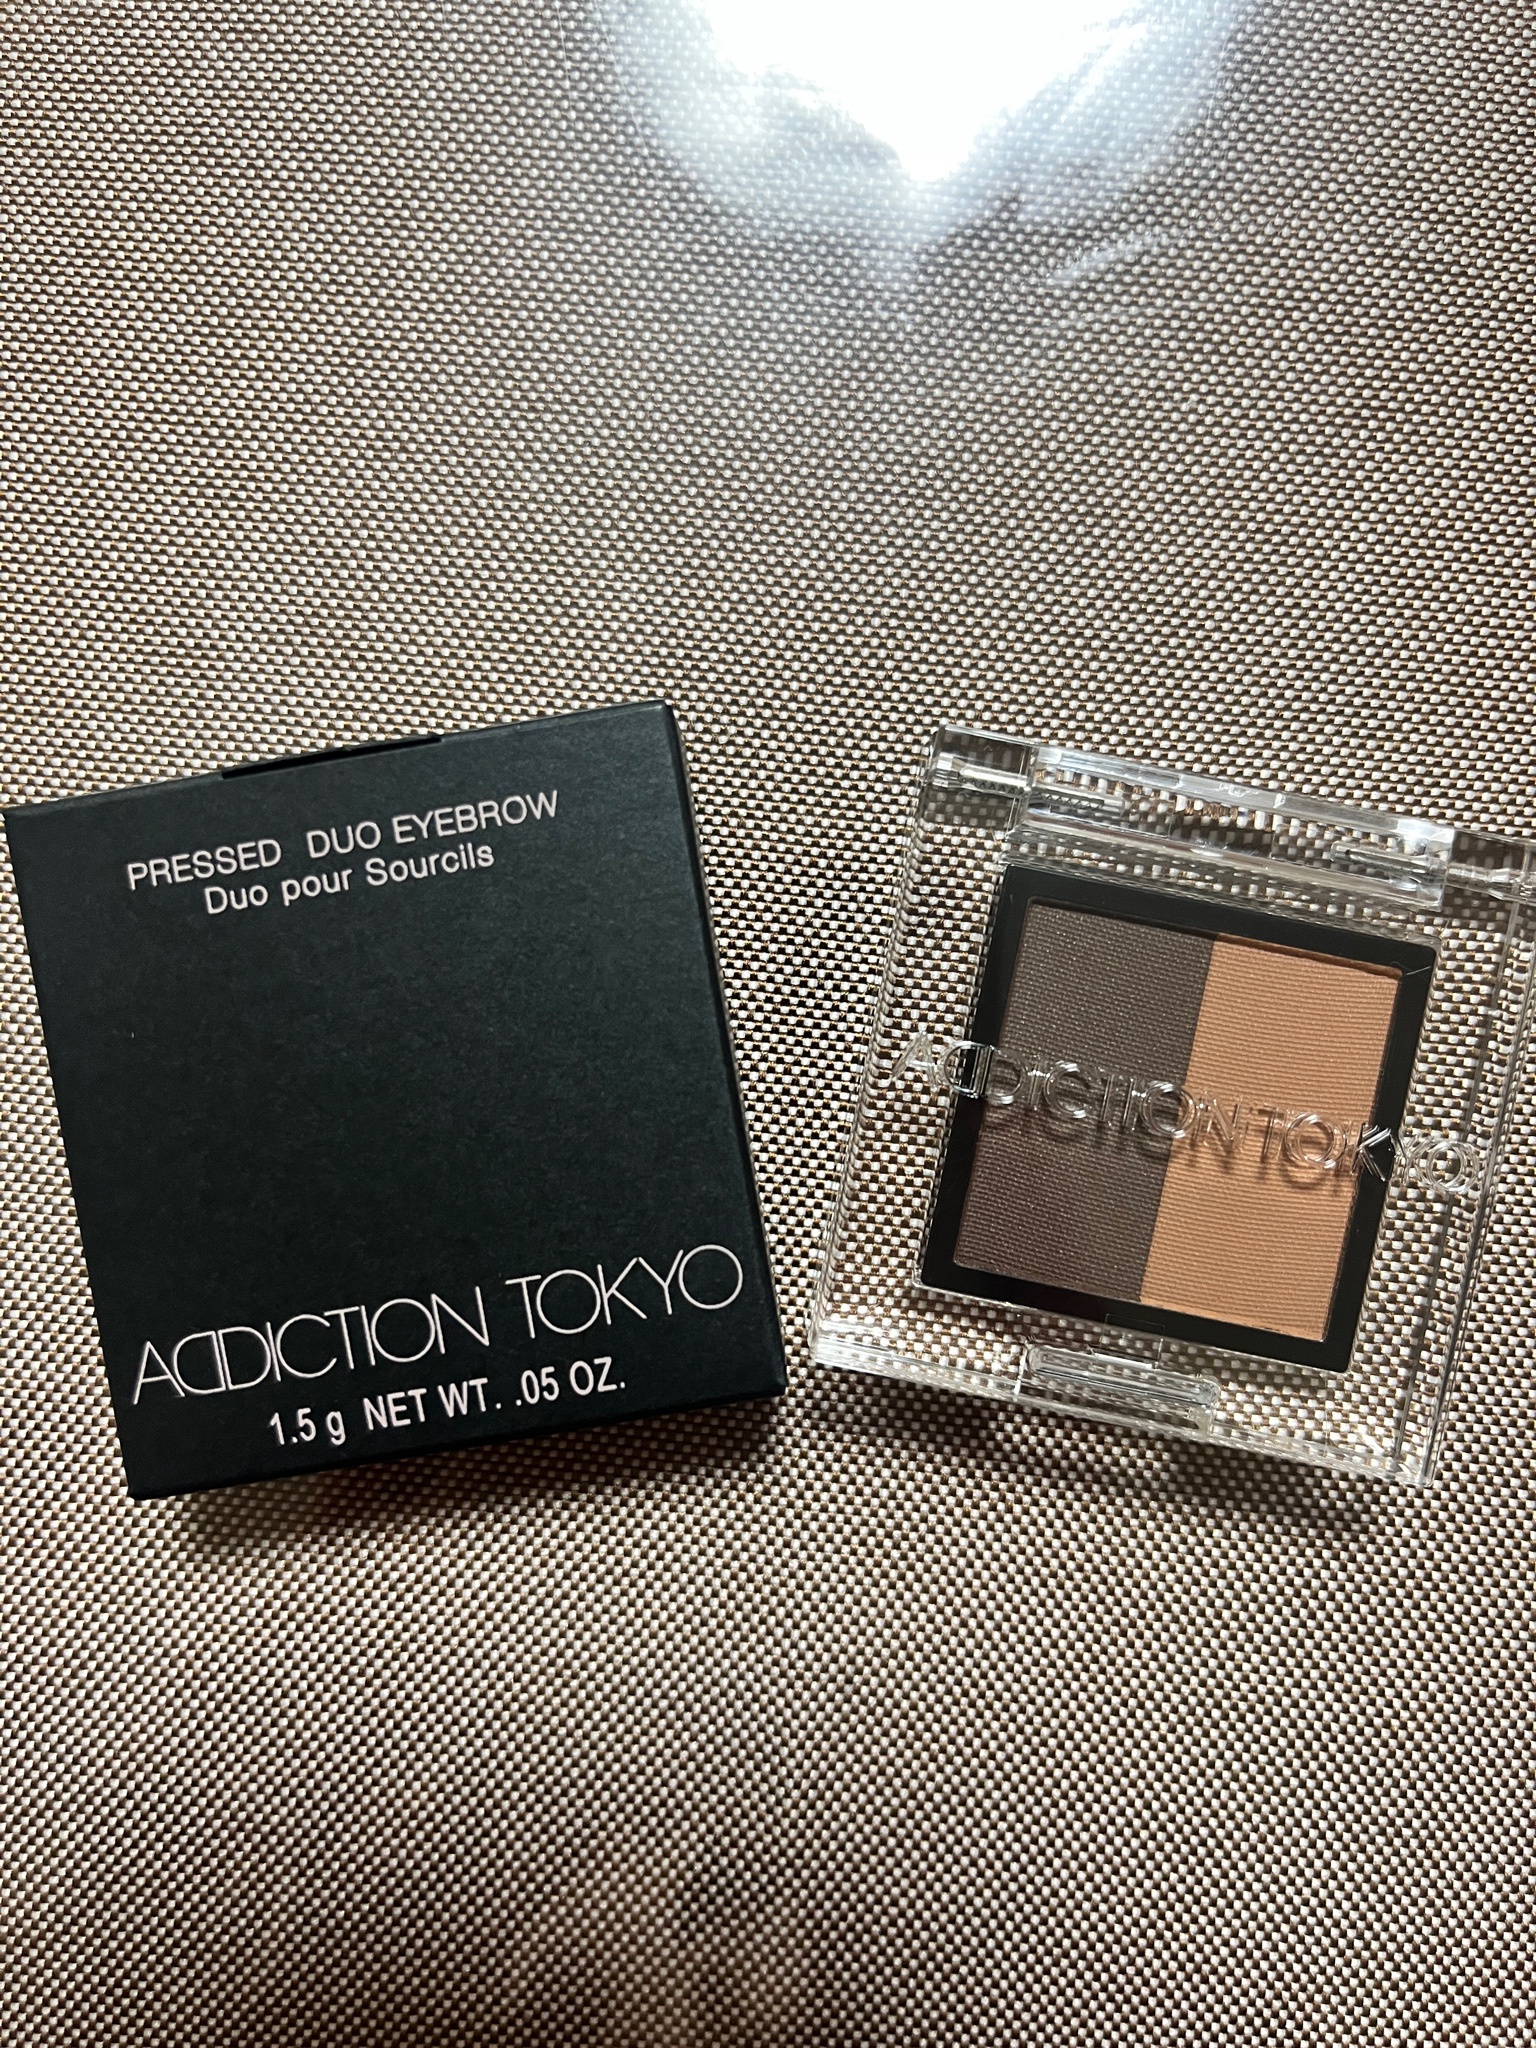 PRESSED DUO EYEBROW
Duo pour Sourcils
ADDICTION TOKYO
1.5 g NET WT. .05 OZ.
ADDICTION TOKYO